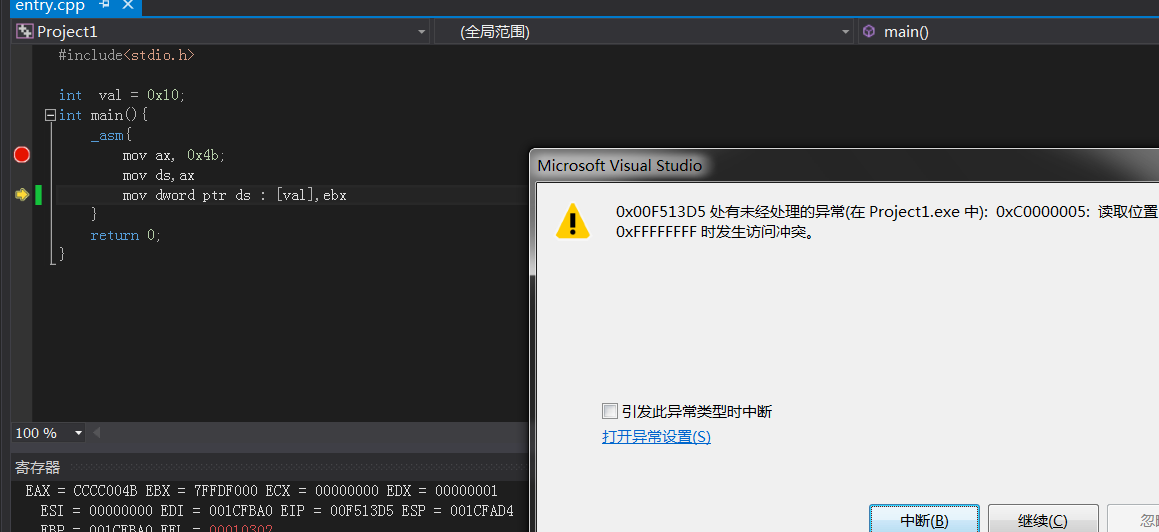 entry.cpp
Project1 (全局范围) main()
#include<stdio.h>
int val = 0x10;
int main(){
_asm{
mov ax, 0x4b;
mov ds,ax
mov dword ptr ds : [val],ebx
}
return 0;
}
100 %
寄存器
EAX = CCCC004B EBX = 7FFDF000 ECX = 00000000 EDX = 00000001
ESI = 00000000 EDI = 001CFBA0 EIP = 00F513D5 ESP = 001CFAD4
EBP = 001CFBA0 EFL = 00010302
Microsoft Visual Studio
0x00F513D5 处有未经处理的异常(在 Project1.exe 中): 0xC0000005: 读取位置
0xFFFFFFFF 时发生访问冲突。
引发此异常类型时中断
打开异常设置(S)
中断(B) 继续(C)